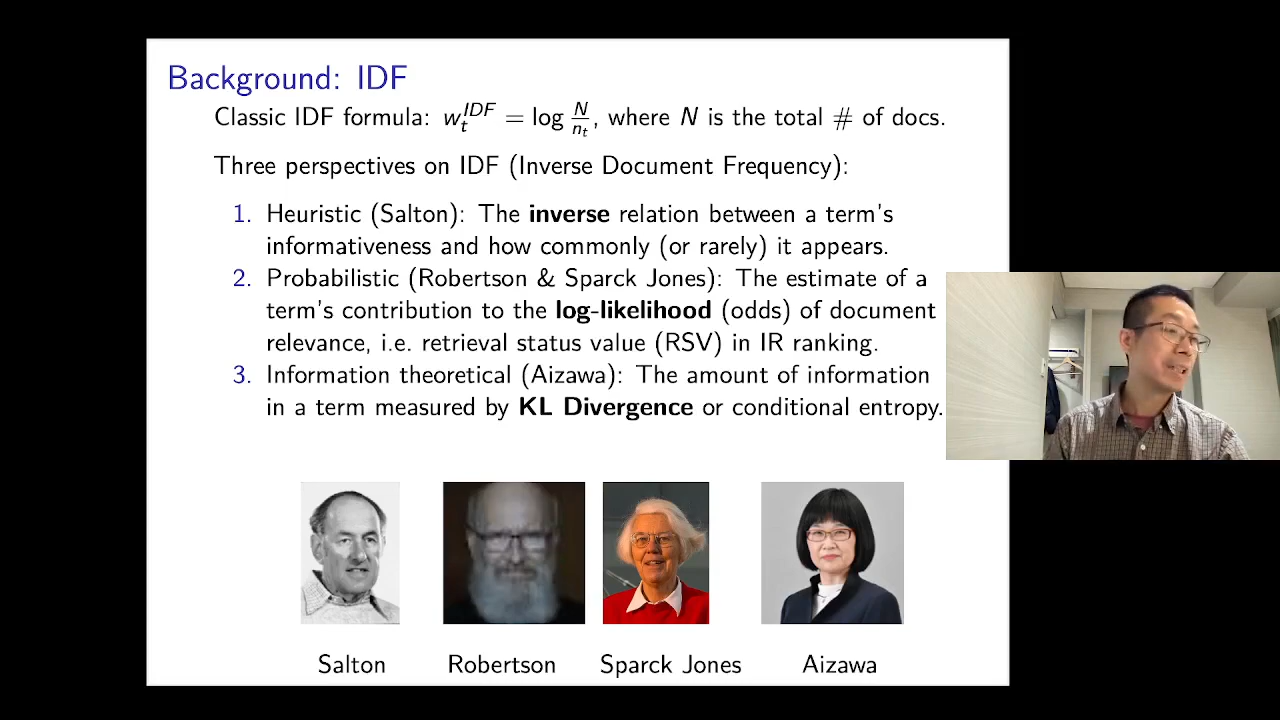 Background: IDF
Classic IDF formula: $w_t^{IDF} = \log \frac{N}{n_t}$, where N is the total # of docs.
Three perspectives on IDF (Inverse Document Frequency):
1. Heuristic (Salton): The inverse relation between a term's
informativeness and how commonly (or rarely) it appears.
2. Probabilistic (Robertson & Sparck Jones): The estimate of a
term's contribution to the log-likelihood (odds) of document
relevance, i.e. retrieval status value (RSV) in IR ranking.
3. Information theoretical (Aizawa): The amount of information
in a term measured by KL Divergence or conditional entropy.
Salton Robertson Sparck Jones Aizawa